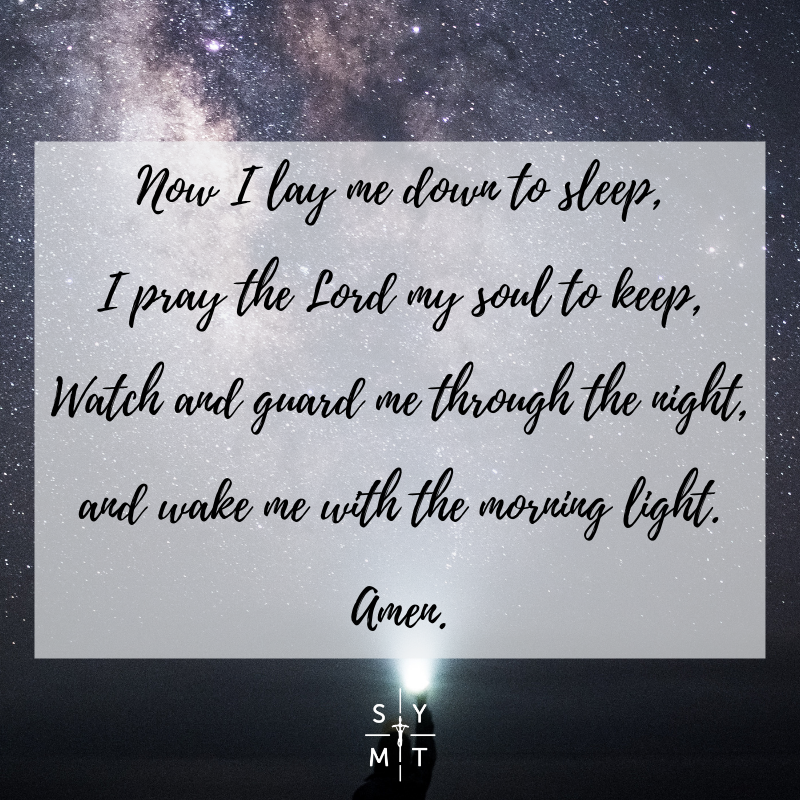 Now I lay me down to sleep,
I pray the Lord my soul to keep,
Watch and guard me through the night,
and wake me with the morning light.
Amen.
S Y
M T